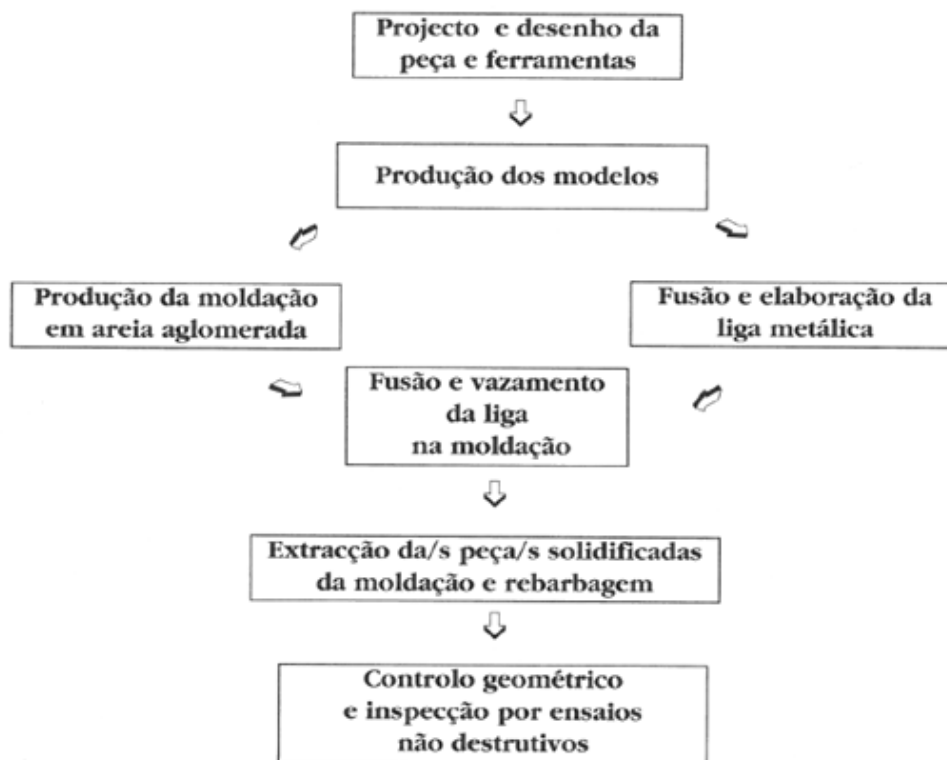 Projecto e desenho da
peça e ferramentas
Produção dos modelos
Produção da moldação
em areia aglomerada
Fusão e elaboração da
liga metálica
Fusão e vazamento
da liga
na moldação
Extracção da/s peça/s solidificadas
da moldação e rebarbagem
Controlo geométrico
e inspecção por ensaios
não destrutivos